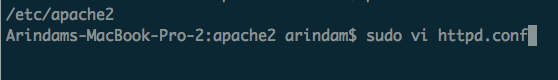 /etc/apache2
Arindams-MacBook-Pro-2:apache2 arindam$ sudo vi httpd.conf